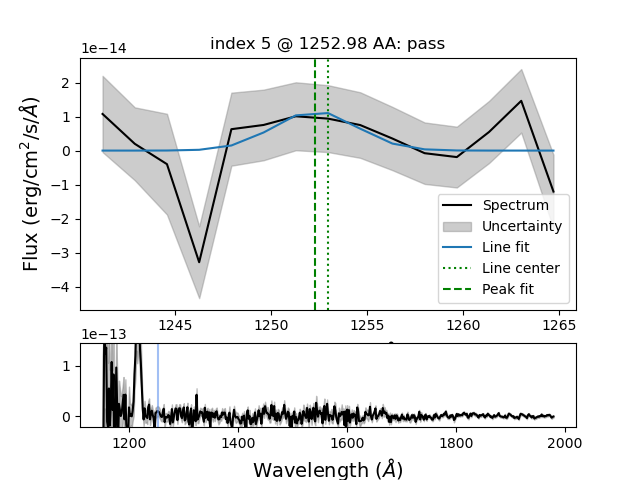 index 5 @ 1252.98 AA: pass
1e−14
2
1
0
−1
−2
−3
−4
Flux (erg/cm²/s/Å)
Spectrum
Uncertainty
Line fit
Line center
Peak fit
1245
1250
1255
1260
1265
1e−13
1
0
1200
1400
1600
1800
2000
Wavelength (Å)